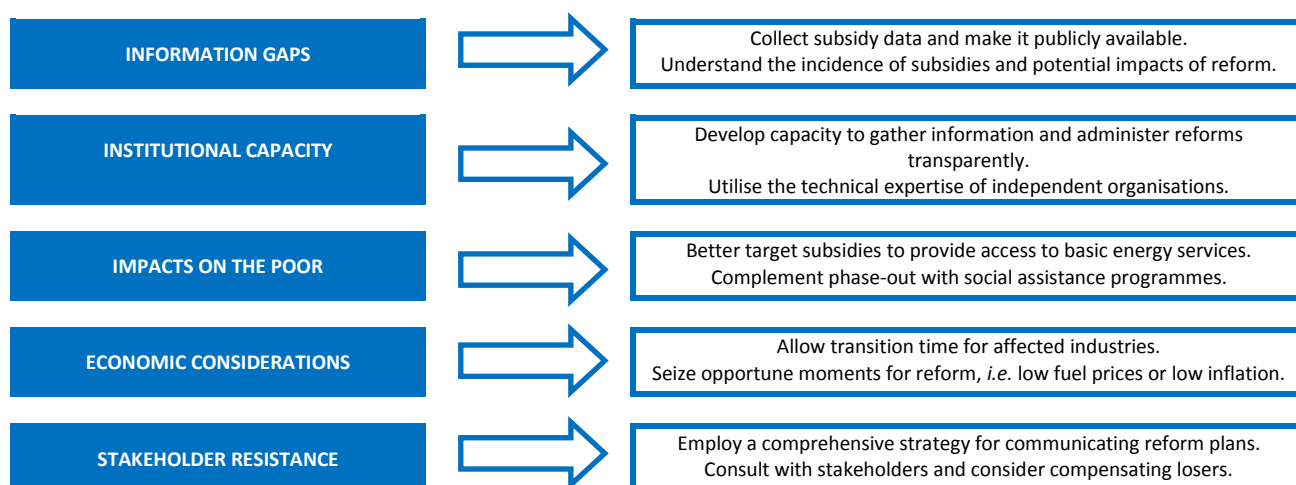 INFORMATION GAPS
Collect subsidy data and make it publicly available.
Understand the incidence of subsidies and potential impacts of reform.
INSTITUTIONAL CAPACITY
Develop capacity to gather information and administer reforms
transparently.
Utilise the technical expertise of independent organisations.
IMPACTS ON THE POOR
Better target subsidies to provide access to basic energy services.
Complement phase-out with social assistance programmes.
ECONOMIC CONSIDERATIONS
Allow transition time for affected industries.
Seize opportune moments for reform, i.e. low fuel prices or low inflation.
STAKEHOLDER RESISTANCE
Employ a comprehensive strategy for communicating reform plans.
Consult with stakeholders and consider compensating losers.